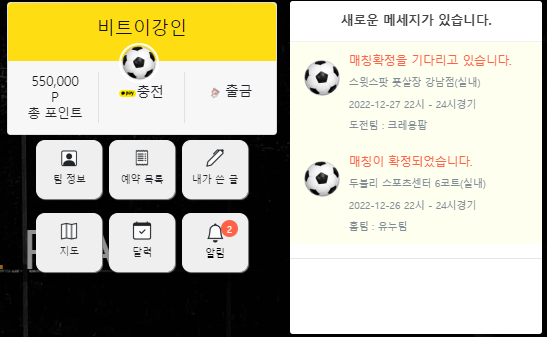 비트이강인
550,000
P
총 포인트
pay 충전
출금
팀 정보
예약 목록
내가 쓴 글
지도
달력
2
알림
새로운 메세지가 있습니다.
매칭확정을 기다리고 있습니다.
스윗스팟 풋살장 강남점(실내)
2022-12-27 22시 - 24시경기
도전팀 : 크레용팝
매칭이 확정되었습니다.
두불리 스포츠센터 6코트(실내)
2022-12-26 22시 - 24시경기
홈팀 : 유누팀